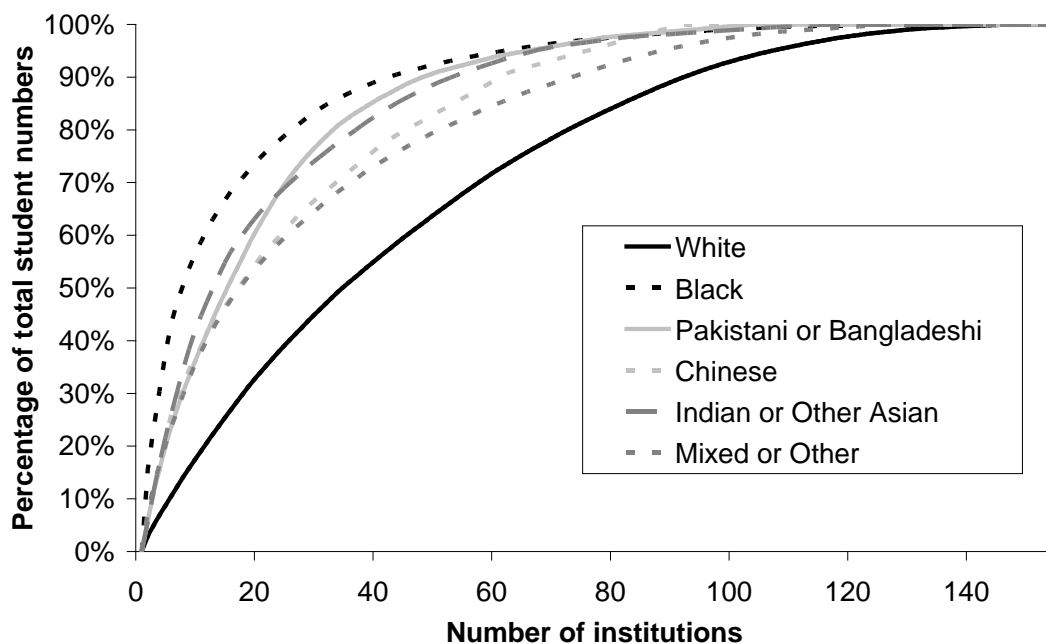 100%
90%
80%
70%
60%
50%
40%
30%
20%
10%
0%
Percentage of total student numbers
White
Black
Pakistani or Bangladeshi
Chinese
Indian or Other Asian
Mixed or Other
0 20 40 60 80 100 120 140
Number of institutions